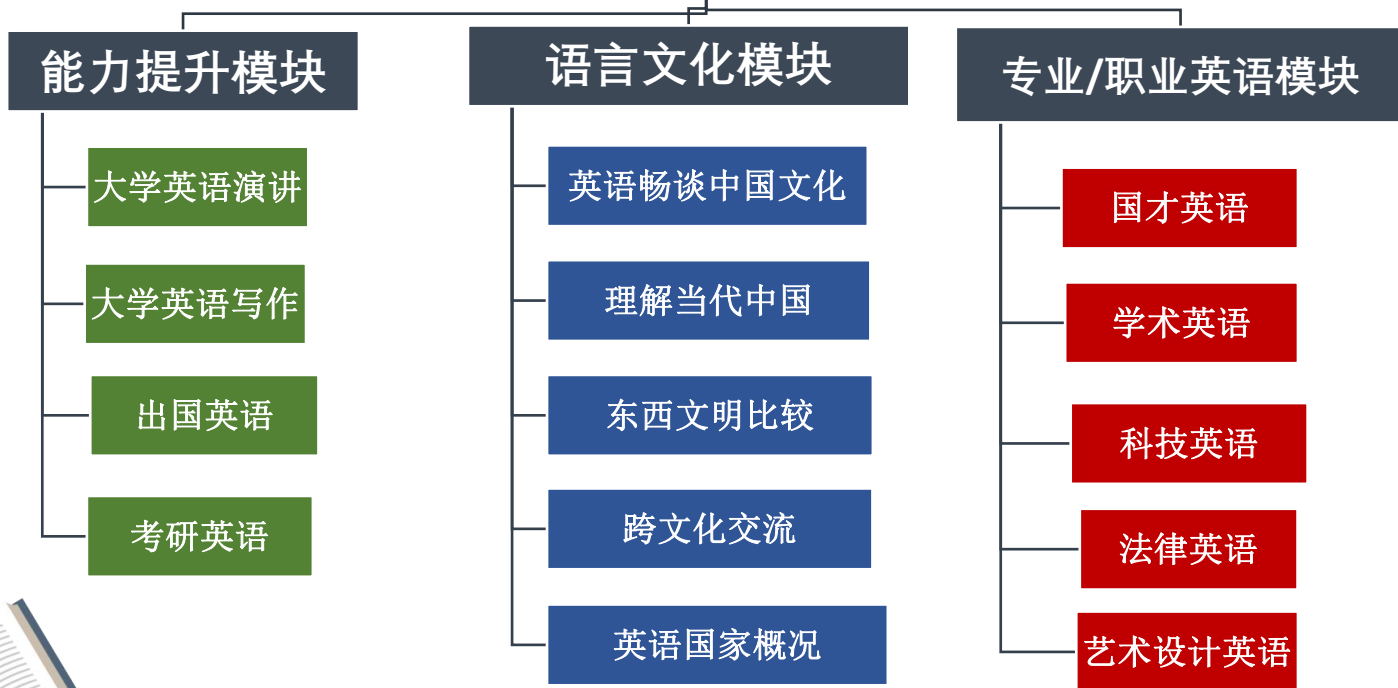 能力提升模块
大学英语演讲
大学英语写作
出国英语
考研英语
语言文化模块
英语畅谈中国文化
理解当代中国
东西文明比较
跨文化交流
英语国家概况
专业/职业英语模块
国才英语
学术英语
科技英语
法律英语
艺术设计英语